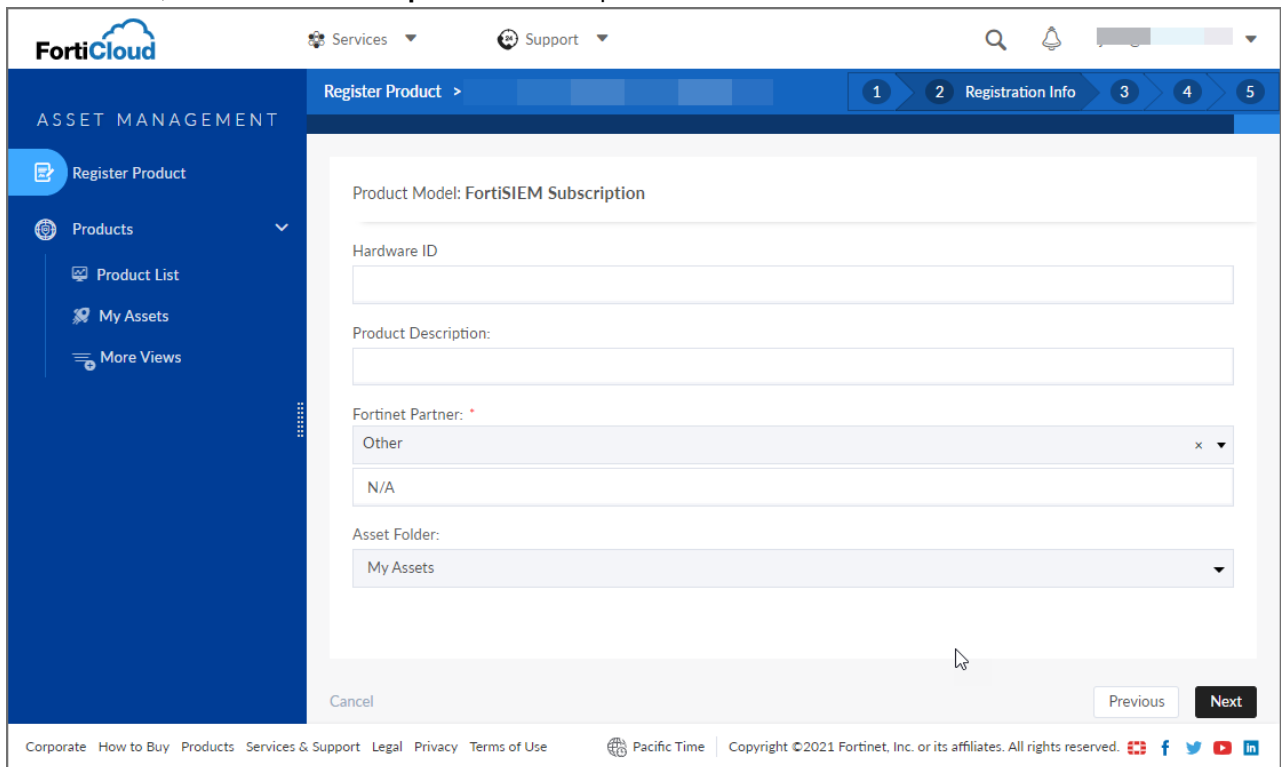 FortiCloud
Services
Support
Register Product >
1
2 Registration Info
3
4
5
ASSET MANAGEMENT
Register Product
Products
Product List
My Assets
More Views
Product Model: FortiSIEM Subscription
Hardware ID
Product Description:
Fortinet Partner: *
Other
N/A
Asset Folder:
My Assets
Cancel
Previous
Next
Corporate How to Buy Products Services & Support Legal Privacy Terms of Use Pacific Time Copyright ©2021 Fortinet, Inc. or its affiliates. All rights reserved.